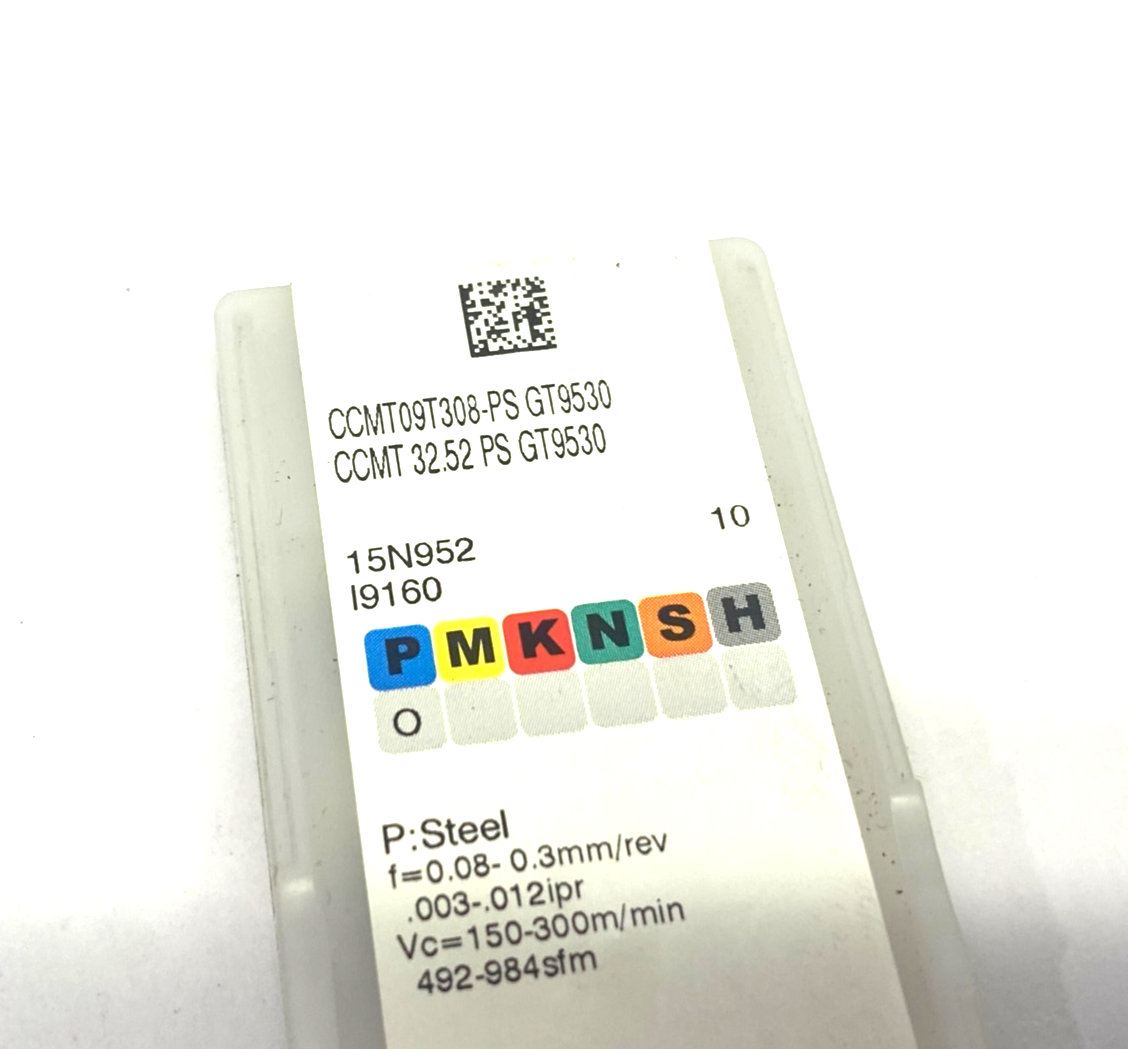 CCMT09T308-PS GT9530
CCMT 32.52 PS GT9530
10
15N952
I9160
P M K N S H
O
P:Steel
f=0.08- 0.3mm/rev
.003-.012ipr
Vc=150-300m/min
492-984sfm